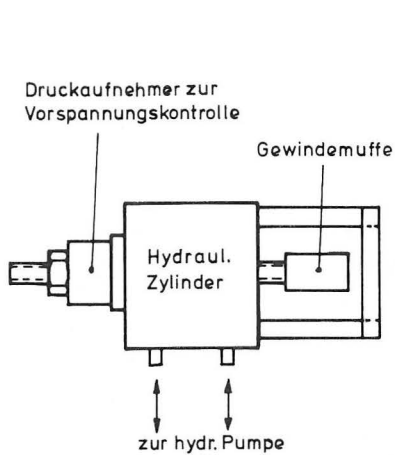 Druckaufnehmer zur
Vorspannungskontrolle
Gewindemuffe
Hydraul.
Zylinder
zur hydr. Pumpe